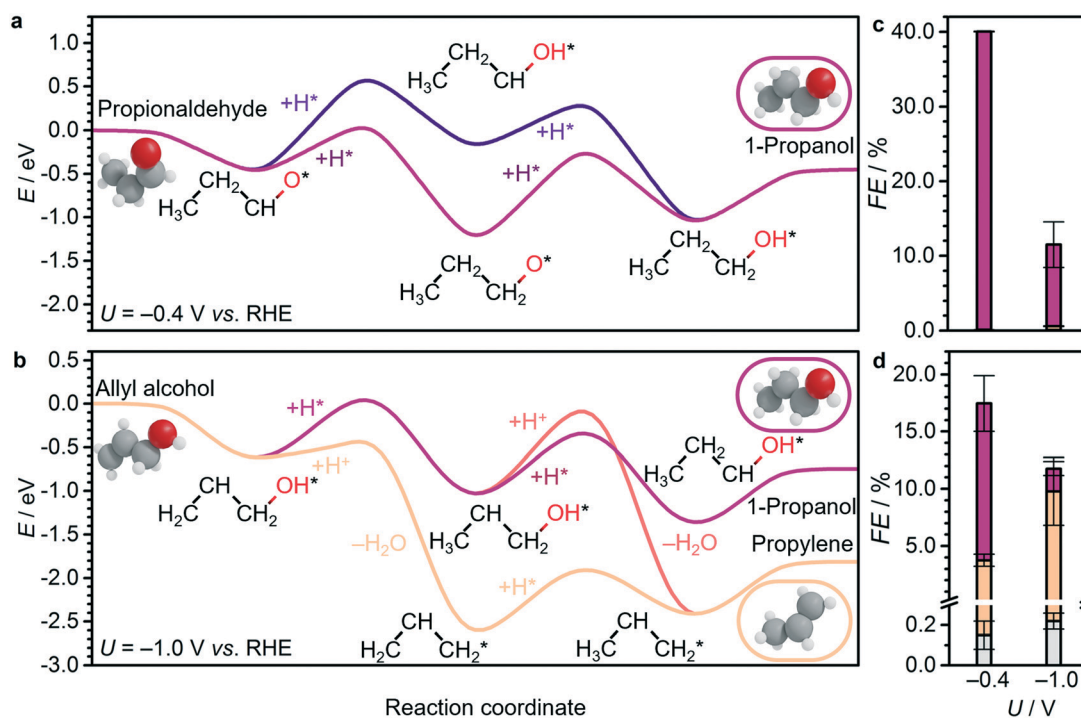 a
1.0
0.5
0.0
-0.5
-1.0
-1.5
-2.0
E / eV
Propionaldehyde
+H*
+H*
CH2
H3C
CH
OH*
+H*
+H*
1-Propanol
CH2
O*
H3C
CH
CH2
O*
H3C
CH2
CH2
OH*
H3C
CH2
U = –0.4 V vs. RHE
b
0.5
0.0
-0.5
-1.0
-1.5
-2.0
-2.5
-3.0
E / eV
Allyl alcohol
+H*
+H+
CH
OH*
H2C
CH2
–H2O
CH
OH*
H3C
CH2
+H+
+H*
CH2
OH*
H3C
CH
1-Propanol
–H2O
Propylene
+H*
CH
H2C
CH2*
CH
H3C
CH2*
U = –1.0 V vs. RHE
Reaction coordinate
c
40.0
30.0
20.0
10.0
0.0
FE / %
d
20.0
15.0
10.0
5.0
0.2
0.0
FE / %
–0.4
–1.0
U / V